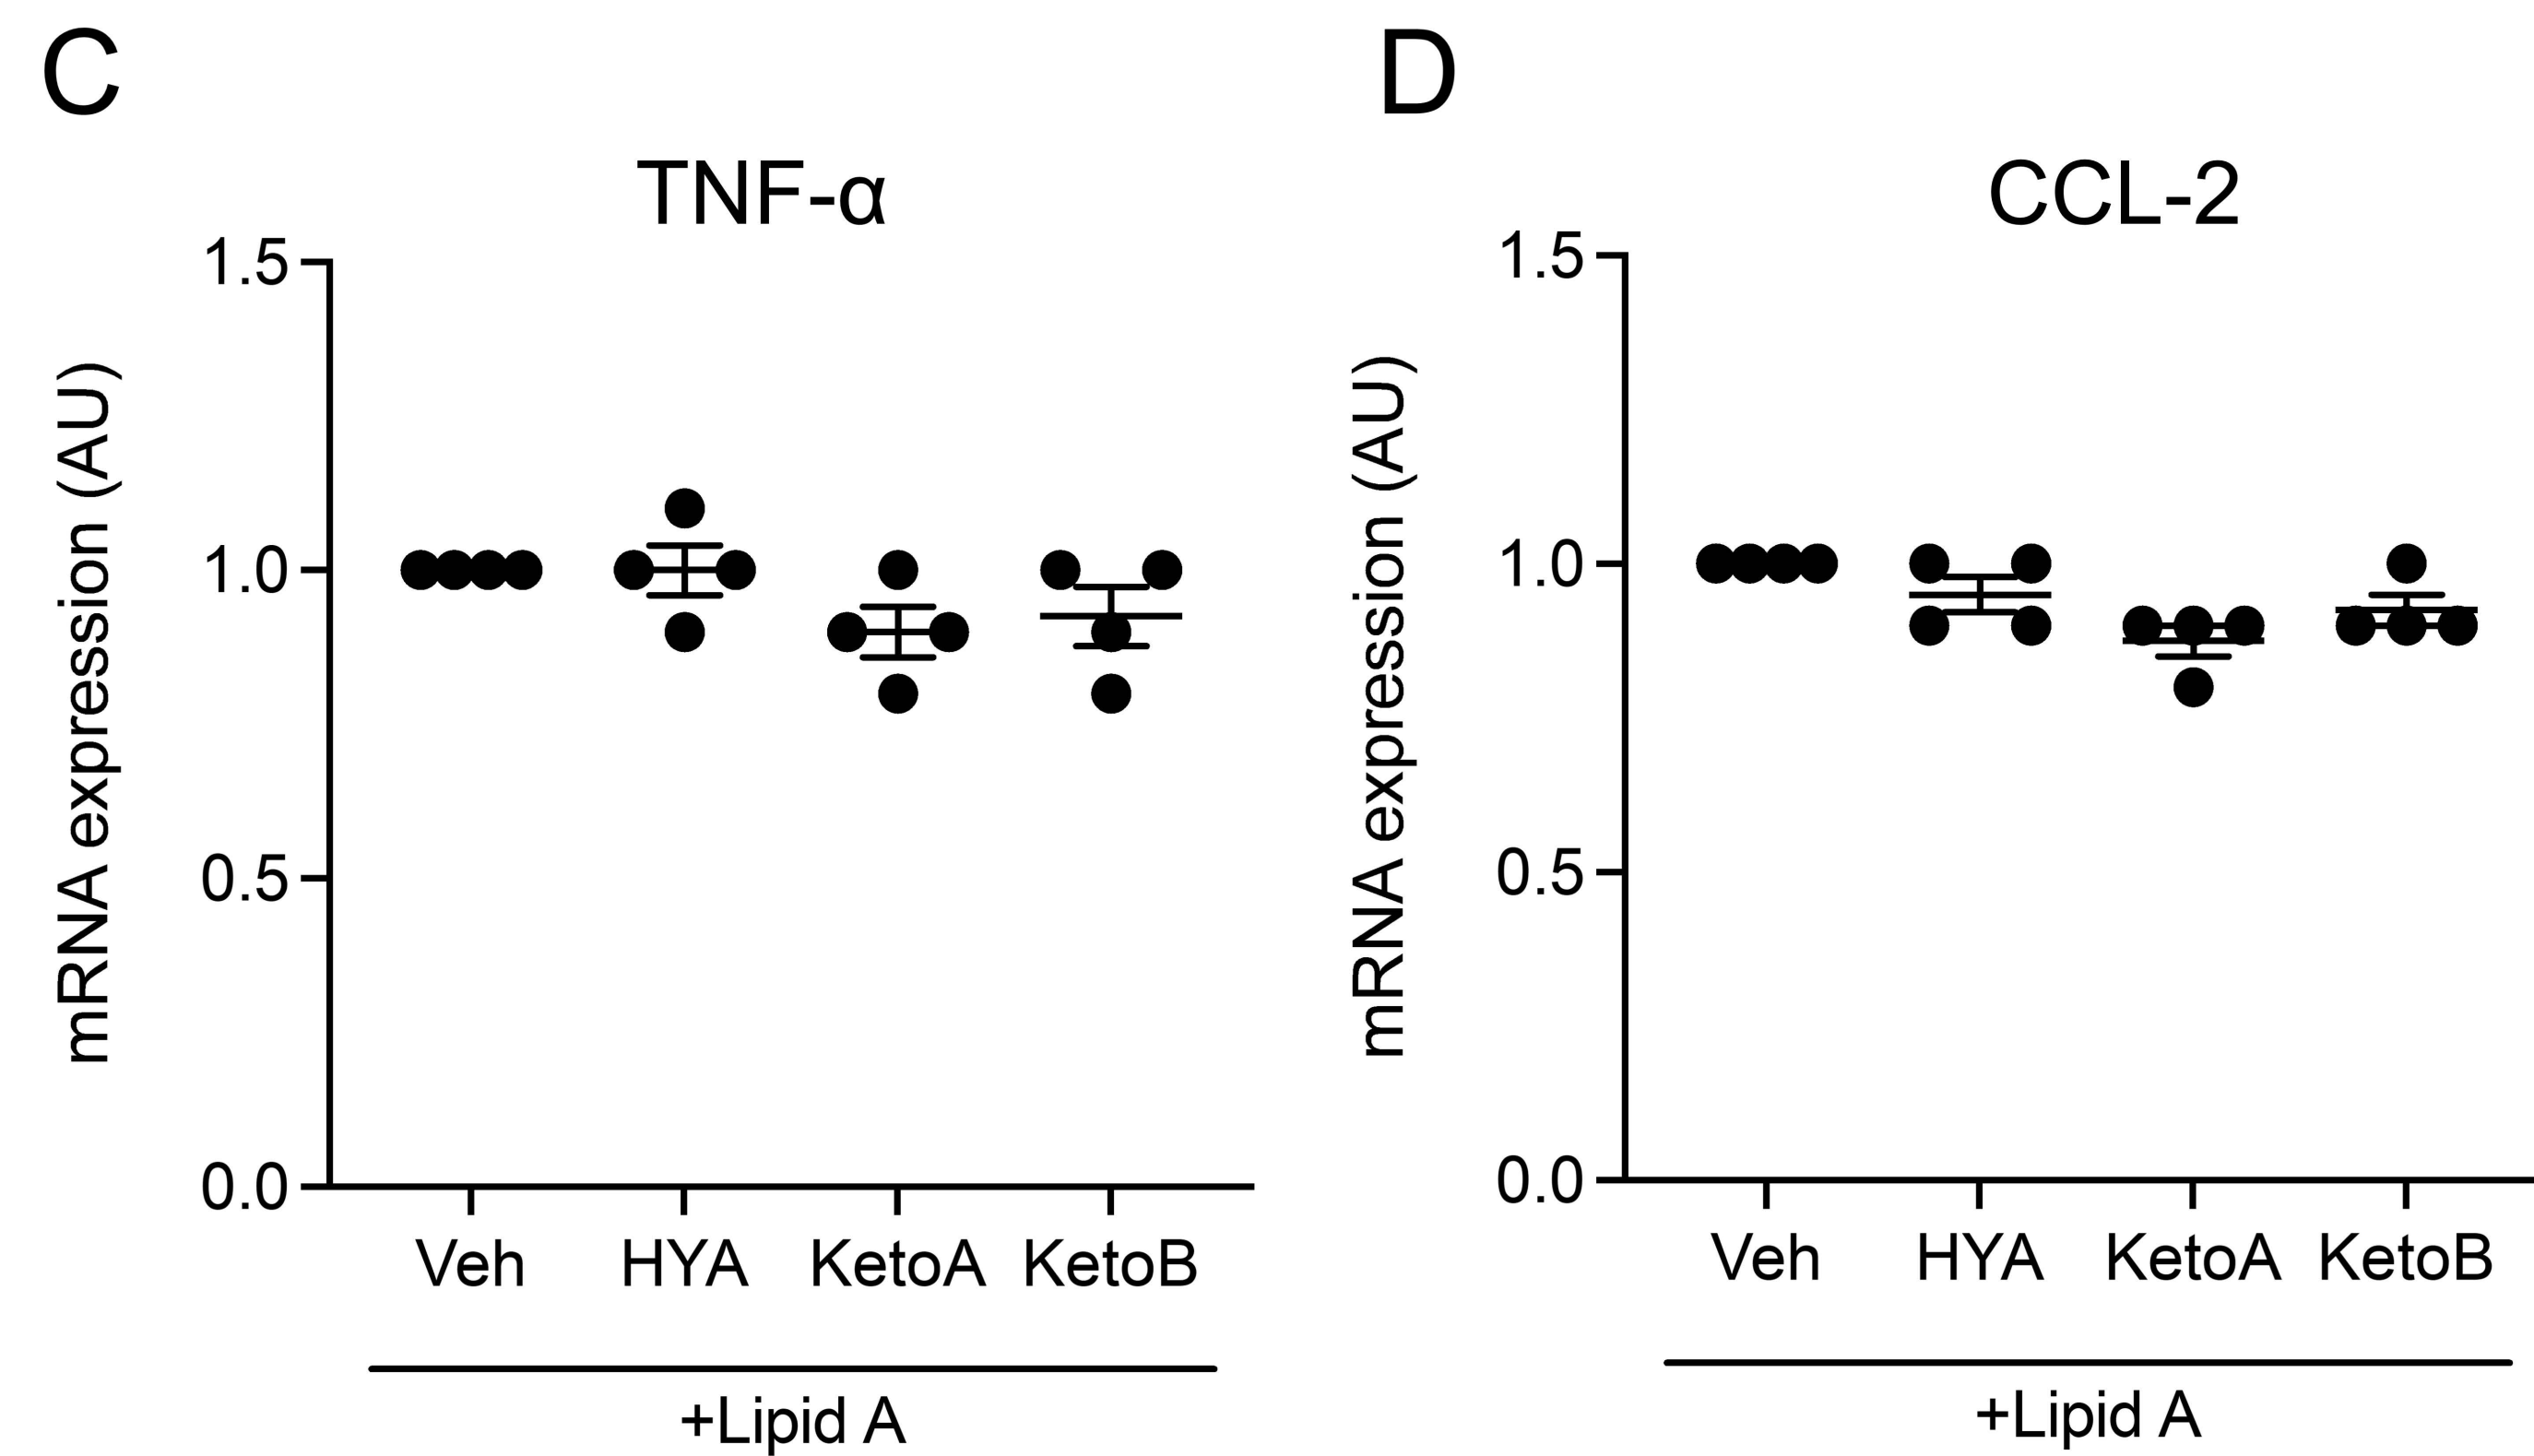 C
TNF-α
mRNA expression (AU)
1.5
1.0
0.5
0.0
Veh HYA KetoA KetoB
+Lipid A
D
CCL-2
mRNA expression (AU)
1.5
1.0
0.5
0.0
Veh HYA KetoA KetoB
+Lipid A